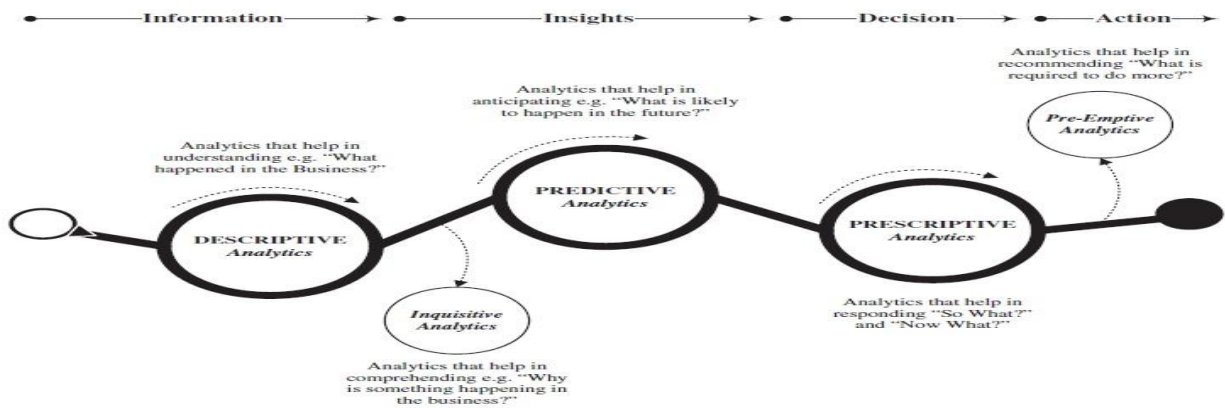 Information
Insights
Decision
Action
Analytics that help in
understanding e.g. "What
happened in the Business?"
DESCRIPTIVE
Analytics
Inquisitive
Analytics
Analytics that help in
comprehending e.g. "Why
is something happening in
the business?"
Analytics that help in
anticipating e.g. "What is likely
to happen in the future?"
PREDICTIVE
Analytics
PRESCRIPTIVE
Analytics
Analytics that help in
responding "So What?"
and "Now What?"
Analytics that help in
recommending "What is
required to do more?"
Pre-Emptive
Analytics